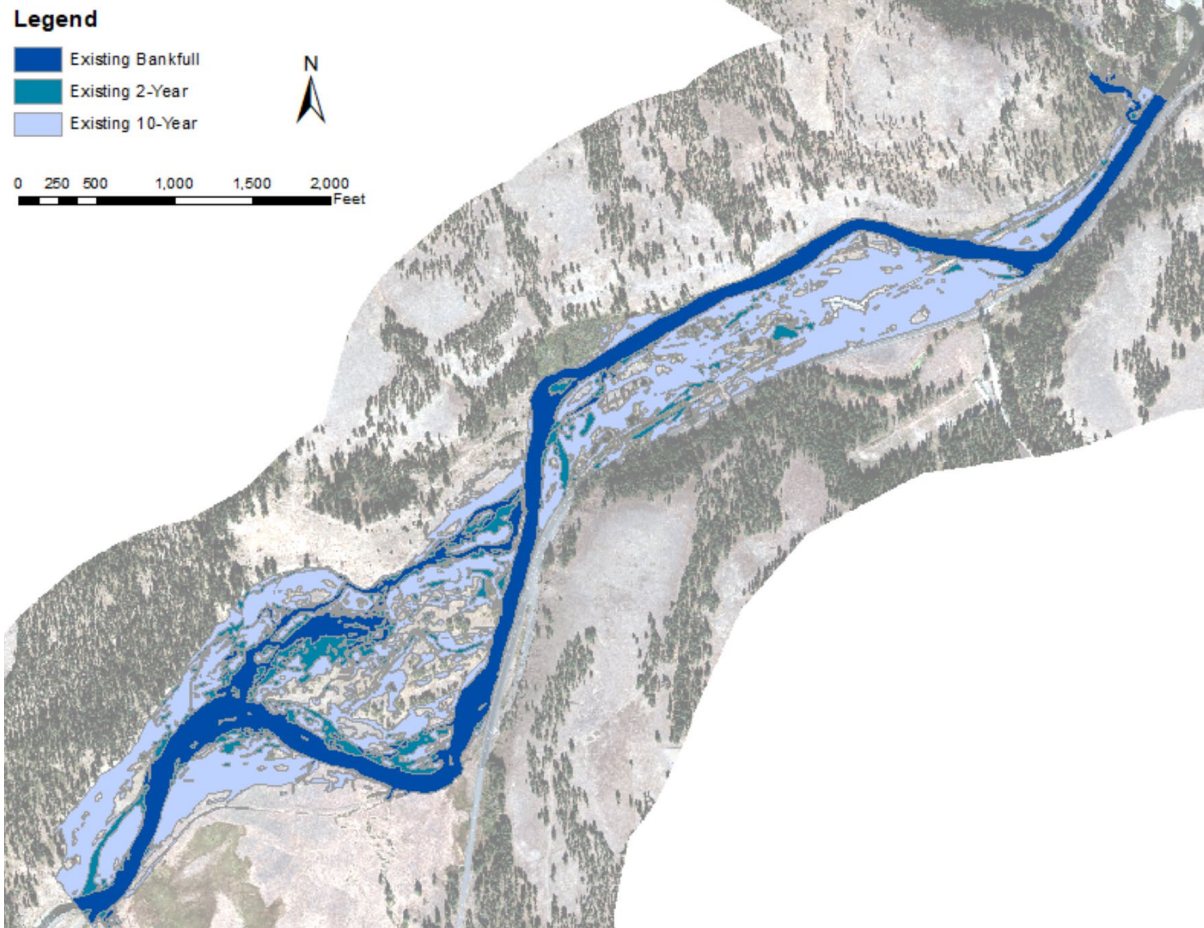 Legend
Existing Bankfull
Existing 2-Year
Existing 10-Year
N
0 250 500 1,000 1,500 2,000
Feet